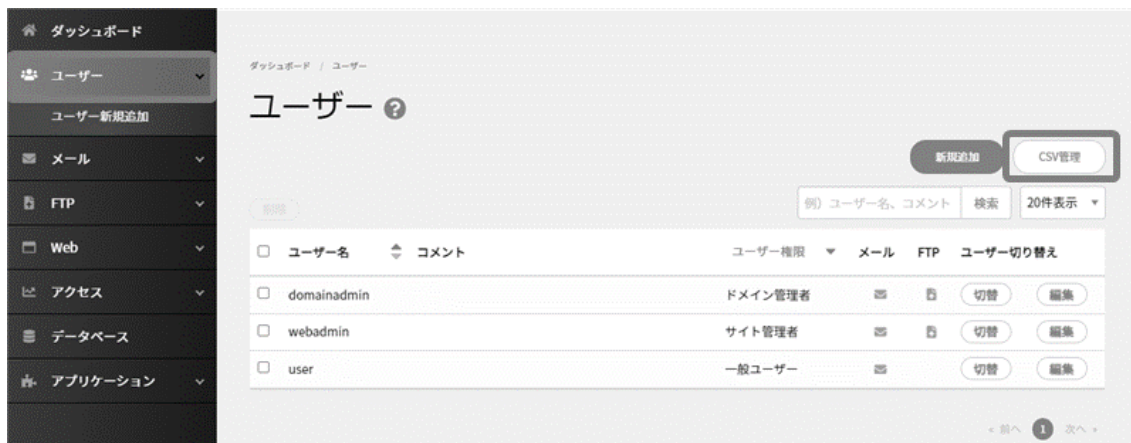 ダッシュボード
ユーザー
ユーザー新規追加
メール
FTP
Web
アクセス
データベース
アプリケーション
ダッシュボード / ユーザー
ユーザー ?
新規追加 CSV管理
削除 例）ユーザー名、コメント 検索 20件表示
ユーザー名 コメント ユーザー権限 メール FTP ユーザー切り替え
domainadmin ドメイン管理者 切替 編集
webadmin サイト管理者 切替 編集
user 一般ユーザー 切替 編集
« 前へ 1 次へ »